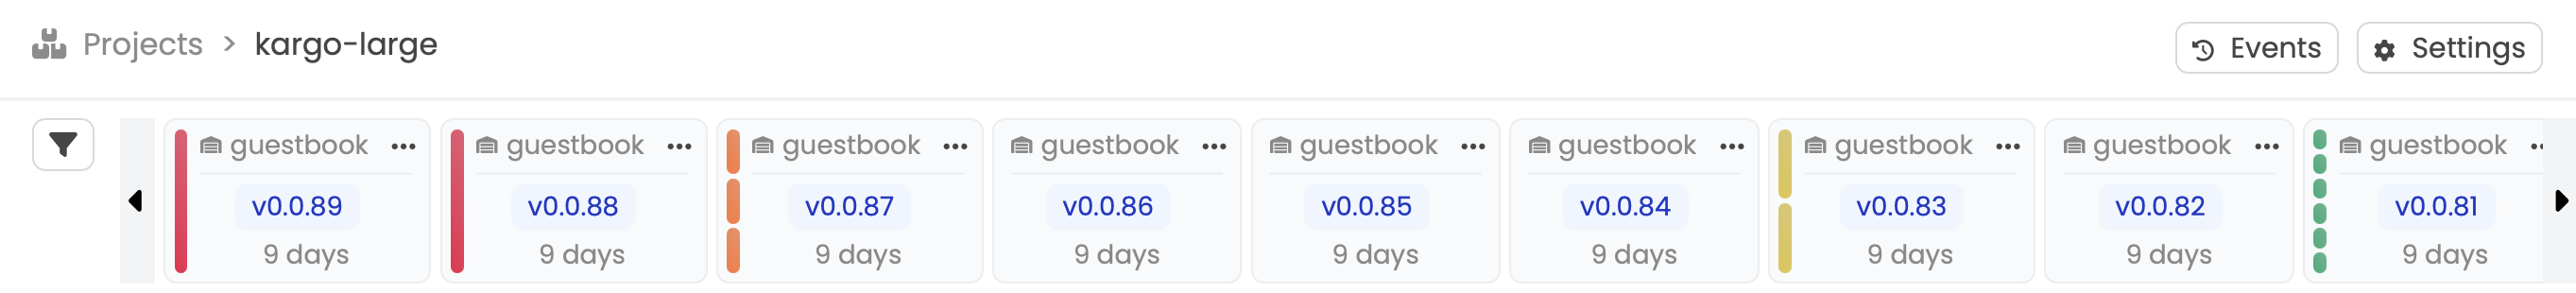 Projects > kargo-large
Events
Settings
guestbook ...
v0.0.89
9 days
guestbook ...
v0.0.88
9 days
guestbook ...
v0.0.87
9 days
guestbook ...
v0.0.86
9 days
guestbook ...
v0.0.85
9 days
guestbook ...
v0.0.84
9 days
guestbook ...
v0.0.83
9 days
guestbook ...
v0.0.82
9 days
guestbook
v0.0.81
9 days